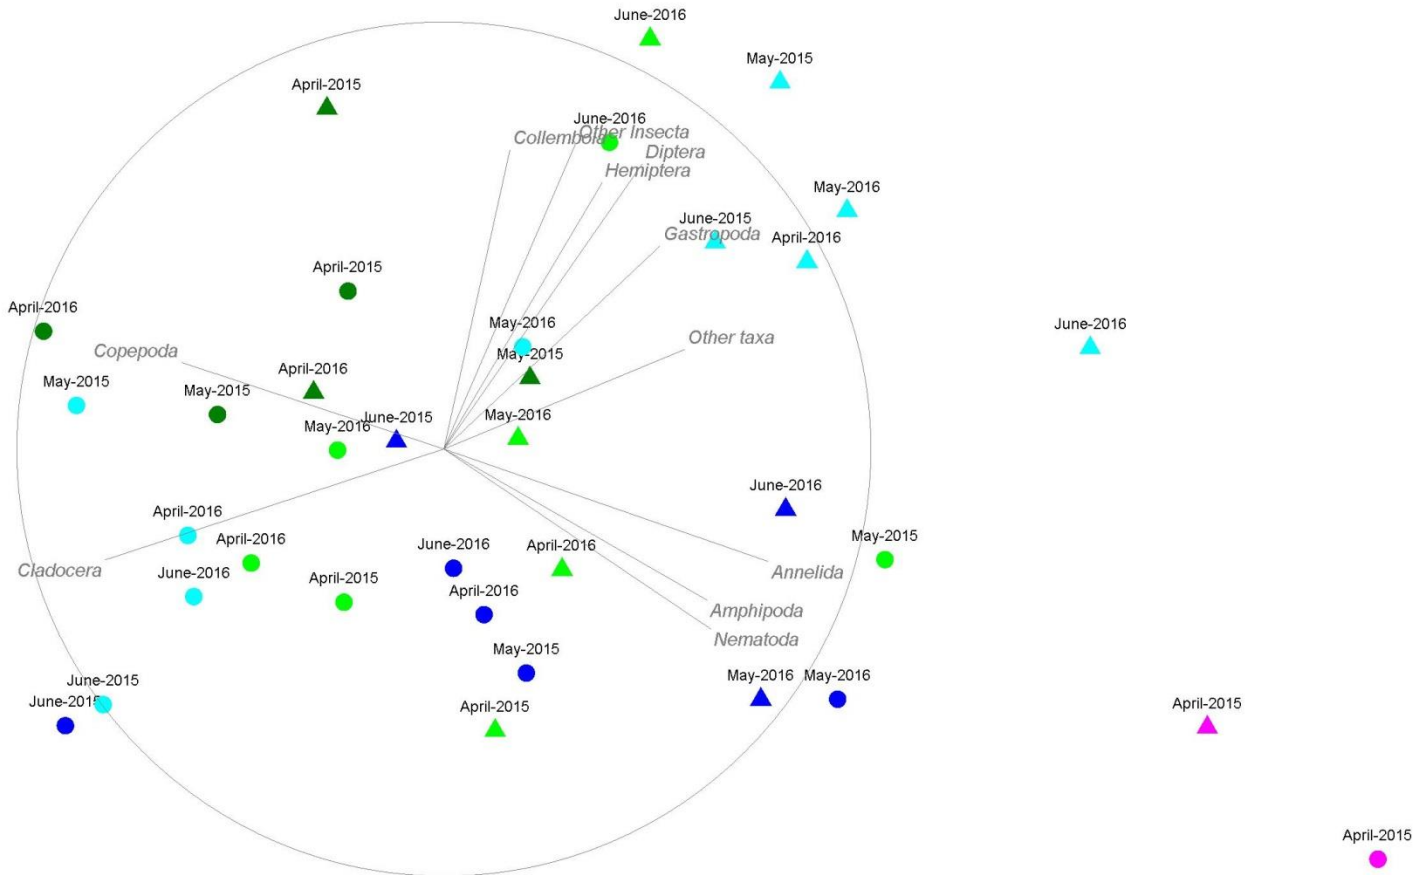 June-2016
May-2015
April-2015
June-2016
Collembola
Other Insecta
Diptera
Hemiptera
May-2016
June-2015
Gastropoda
April-2016
April-2015
April-2016
May-2016
June-2016
Other taxa
Copepoda
May-2015
April-2016
May-2015
May-2015
May-2016
June-2015
May-2016
June-2016
April-2016
May-2015
June-2016
April-2016
April-2016
Cladocera
June-2016
April-2015
Annelida
April-2016
Amphipoda
Nematoda
May-2015
May-2016
May-2016
June-2015
June-2015
April-2015
April-2015
April-2015